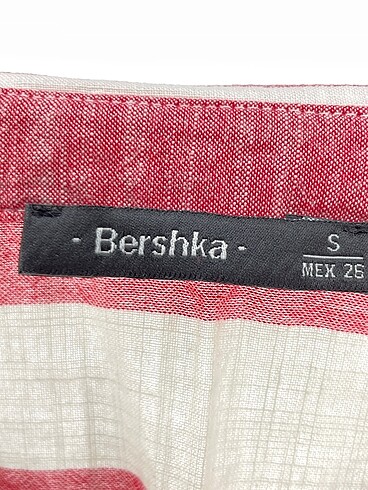 - Bershka -
S
MEX 26